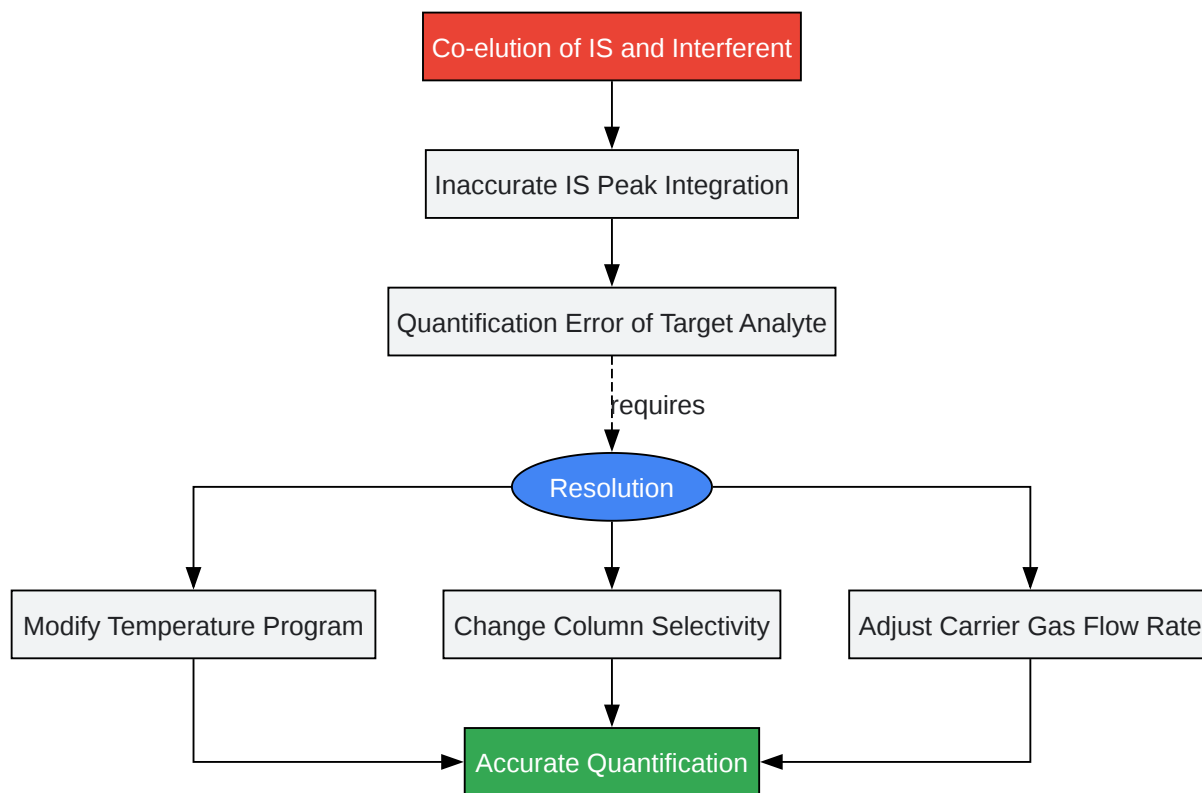 Co-elution of IS and Interferent
Inaccurate IS Peak Integration
Quantification Error of Target Analyte
requires
Resolution
Modify Temperature Program
Change Column Selectivity
Adjust Carrier Gas Flow Rate
Accurate Quantification